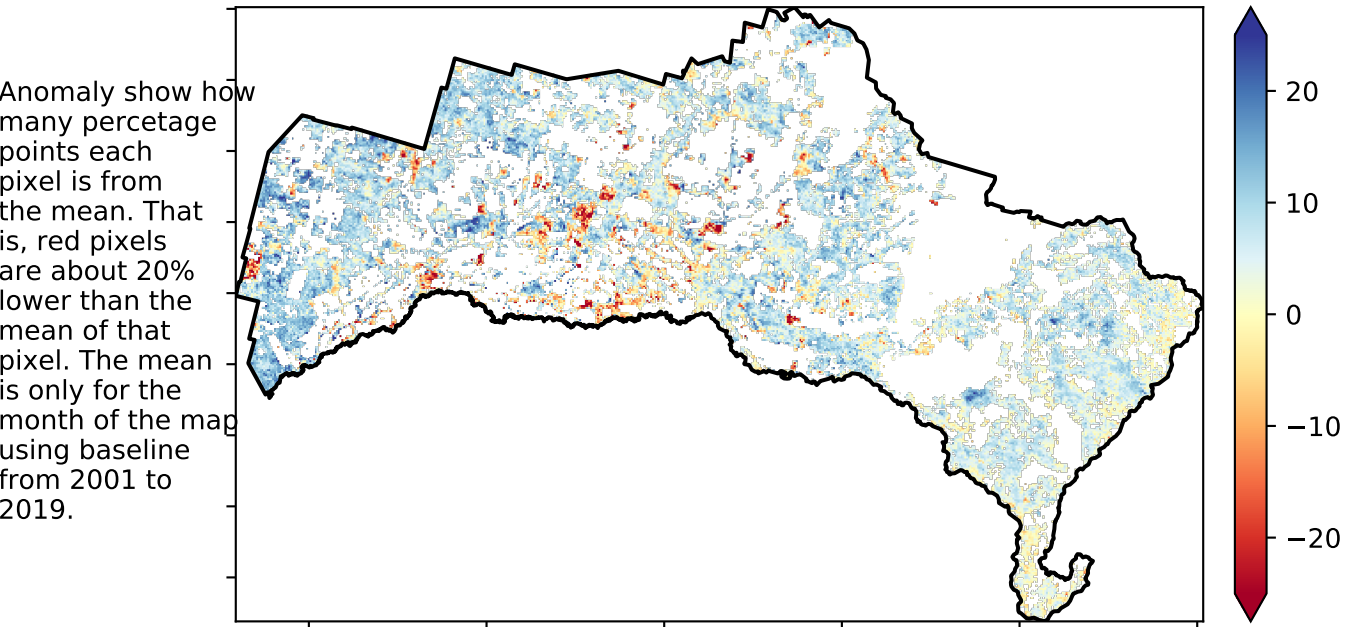 Anomaly show how
many percetage
points each
pixel is from
the mean. That
is, red pixels
are about 20%
lower than the
mean of that
pixel. The mean
is only for the
month of the map
using baseline
from 2001 to
2019.
20
10
0
−10
−20